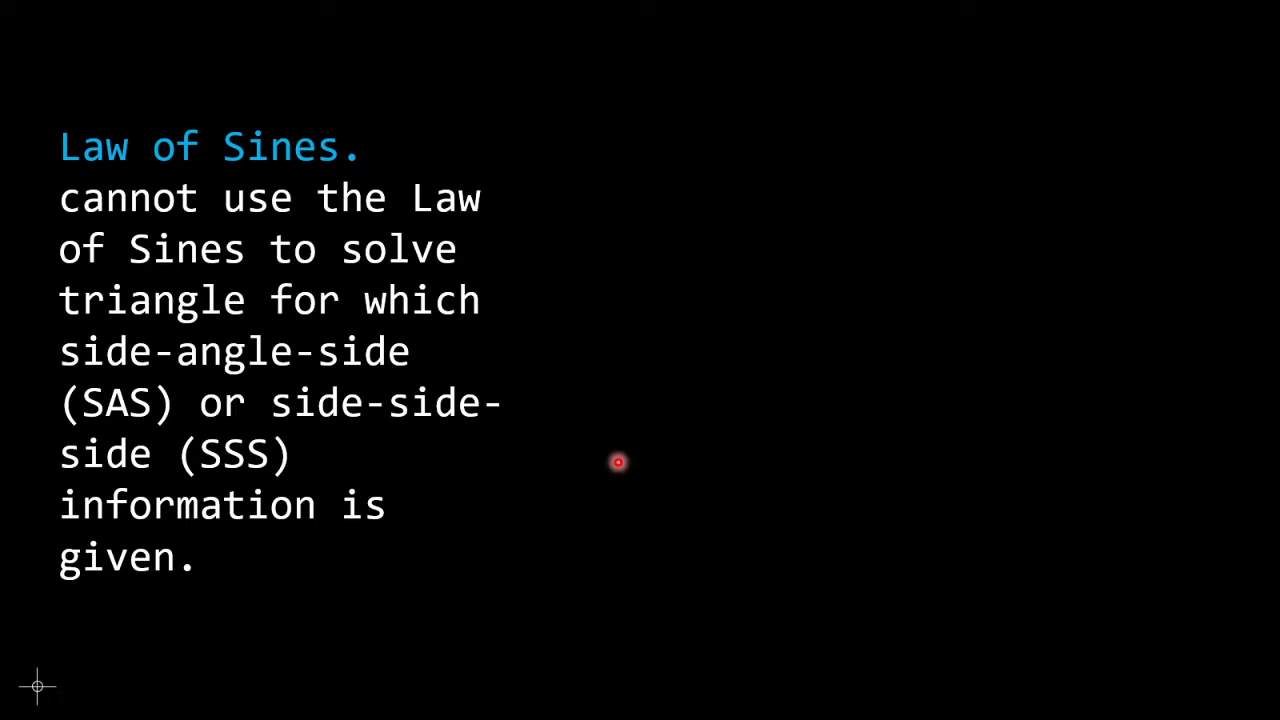 Law of Sines.
cannot use the Law
of Sines to solve
triangle for which
side-angle-side
(SAS) or side-side-
side (SSS)
information is
given.